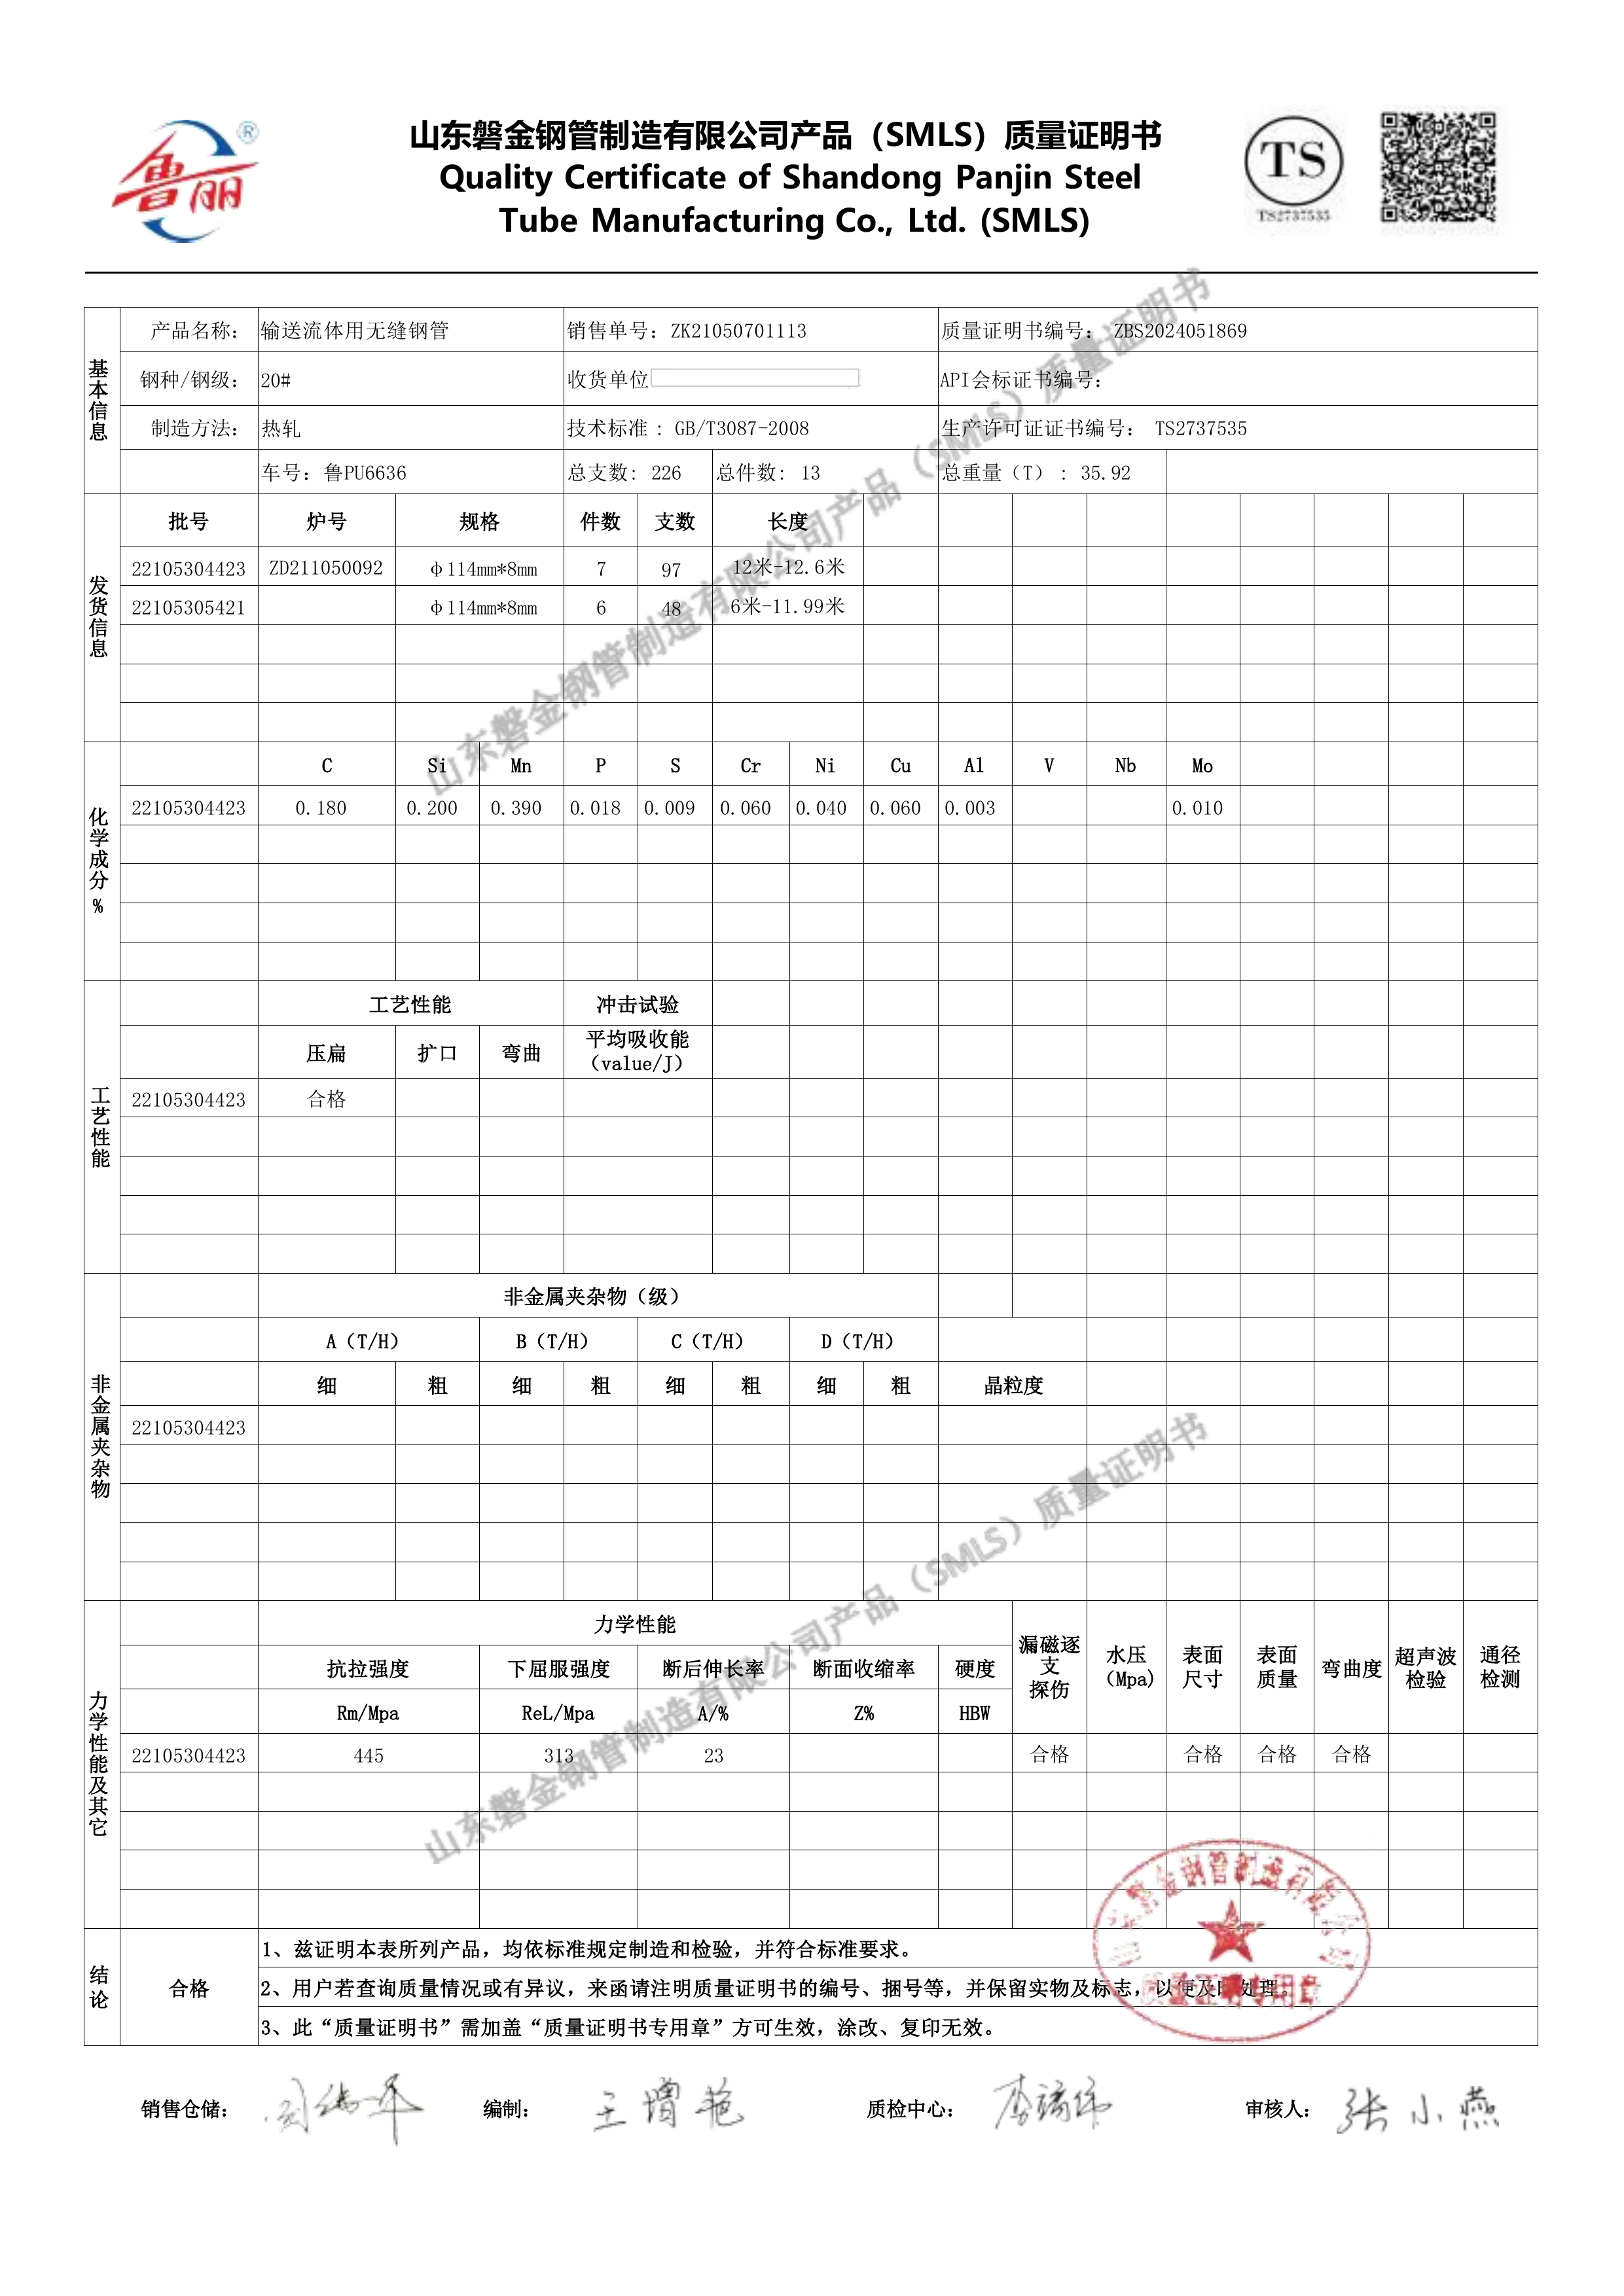 鲁丽®
山东磐金钢管制造有限公司产品（SMLS）质量证明书
Quality Certificate of Shandong Panjin Steel
Tube Manufacturing Co., Ltd. (SMLS)
TS
TS2737535
基本信息
产品名称： 输送流体用无缝钢管 销售单号：ZK21050701113 质量证明书编号： ZBS2024051869
钢种/钢级： 20# 收货单位 API会标证书编号：
制造方法： 热轧 技术标准：GB/T3087-2008 生产许可证证书编号： TS2737535
车号：鲁PU6636 总支数：226 总件数：13 总重量（T）：35.92
发货信息
批号 炉号 规格 件数 支数 长度
22105304423 ZD211050092 φ114mm*8mm 7 97 12米-12.6米
22105305421 φ114mm*8mm 6 48 6米-11.99米
化学成分%
C Si Mn P S Cr Ni Cu Al V Nb Mo
22105304423 0.180 0.200 0.390 0.018 0.009 0.060 0.040 0.060 0.003 0.010
工艺性能
工艺性能 冲击试验
压扁 扩口 弯曲 平均吸收能（value/J）
22105304423 合格
非金属夹杂物
非金属夹杂物（级）
A（T/H） B（T/H） C（T/H） D（T/H）
细 粗 细 粗 细 粗 细 粗 晶粒度
22105304423
力学性能及其它
力学性能 漏磁逐支探伤 水压（Mpa） 表面尺寸 表面质量 弯曲度 超声波检验 通径检测
抗拉强度 下屈服强度 断后伸长率 断面收缩率 硬度
Rm/Mpa ReL/Mpa A/% Z% HBW
22105304423 445 313 23 合格 合格 合格 合格
结论
合格
1、兹证明本表所列产品，均依标准规定制造和检验，并符合标准要求。
2、用户若查询质量情况或有异议，来函请注明质量证明书的编号、捆号等，并保留实物及标志，以便及时处理。
3、此“质量证明书”需加盖“质量证明书专用章”方可生效，涂改、复印无效。
销售仓储： 编制：王增艳 质检中心： 审核人：张小燕
山东磐金钢管制造有限公司产品（SMLS）质量证明书
山东磐金钢管制造有限公司产品（SMLS）质量证明书